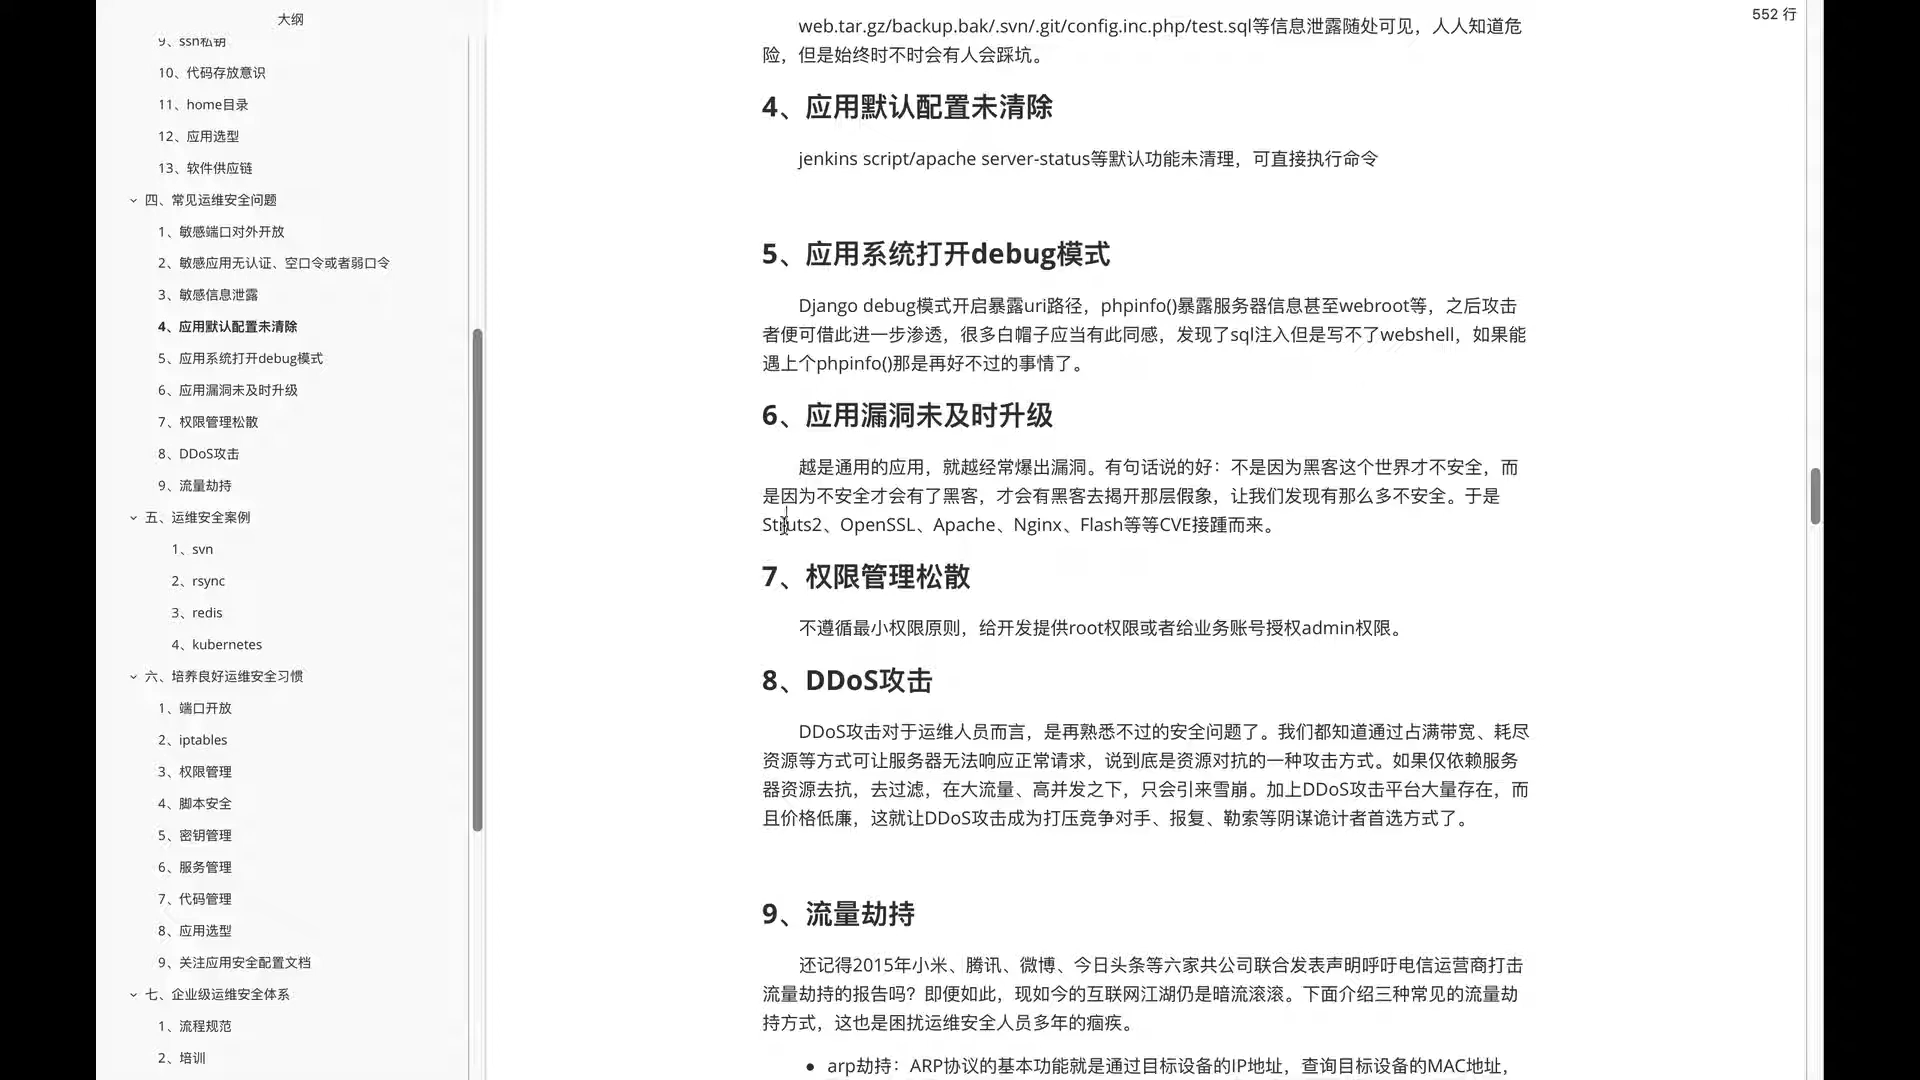 大纲
9、ssh私钥
10、代码存放意识
11、home目录
12、应用选型
13、软件供应链
四、常见运维安全问题
1、敏感端口对外开放
2、敏感应用无认证、空口令或者弱口令
3、敏感信息泄露
4、应用默认配置未清除
5、应用系统打开debug模式
6、应用漏洞未及时升级
7、权限管理松散
8、DDoS攻击
9、流量劫持
五、运维安全案例
1、svn
2、rsync
3、redis
4、kubernetes
六、培养良好运维安全习惯
1、端口开放
2、iptables
3、权限管理
4、脚本安全
5、密钥管理
6、服务管理
7、代码管理
8、应用选型
9、关注应用安全配置文档
七、企业级运维安全体系
1、流程规范
2、培训
552 行
web.tar.gz/backup.bak/.svn/.git/config.inc.php/test.sql等信息泄露随处可见，人人知道危
险，但是始终时不时会有人会踩坑。
4、应用默认配置未清除
jenkins script/apache server-status等默认功能未清理，可直接执行命令
5、应用系统打开debug模式
Django debug模式开启暴露uri路径，phpinfo()暴露服务器信息甚至webroot等，之后攻击
者便可借此进一步渗透，很多白帽子应当有此同感，发现了sql注入但是写不了webshell，如果能
遇上个phpinfo()那是再好不过的事情了。
6、应用漏洞未及时升级
越是通用的应用，就越经常爆出漏洞。有句话说的好：不是因为黑客这个世界才不安全，而
是因为不安全才会有了黑客，才会有黑客去揭开那层假象，让我们发现有那么多不安全。于是
Struts2、OpenSSL、Apache、Nginx、Flash等等CVE接踵而来。
7、权限管理松散
不遵循最小权限原则，给开发提供root权限或者给业务账号授权admin权限。
8、DDoS攻击
DDoS攻击对于运维人员而言，是再熟悉不过的安全问题了。我们都知道通过占满带宽、耗尽
资源等方式可让服务器无法响应正常请求，说到底是资源对抗的一种攻击方式。如果仅依赖服务
器资源去抗，去过滤，在大流量、高并发之下，只会引来雪崩。加上DDoS攻击平台大量存在，而
且价格低廉，这就让DDoS攻击成为打压竞争对手、报复、勒索等阴谋诡计者首选方式了。
9、流量劫持
还记得2015年小米、腾讯、微博、今日头条等六家共公司联合发表声明呼吁电信运营商打击
流量劫持的报告吗？即便如此，现如今的互联网江湖仍是暗流滚滚。下面介绍三种常见的流量劫
持方式，这也是困扰运维安全人员多年的痼疾。
• arp劫持：ARP协议的基本功能就是通过目标设备的IP地址，查询目标设备的MAC地址，